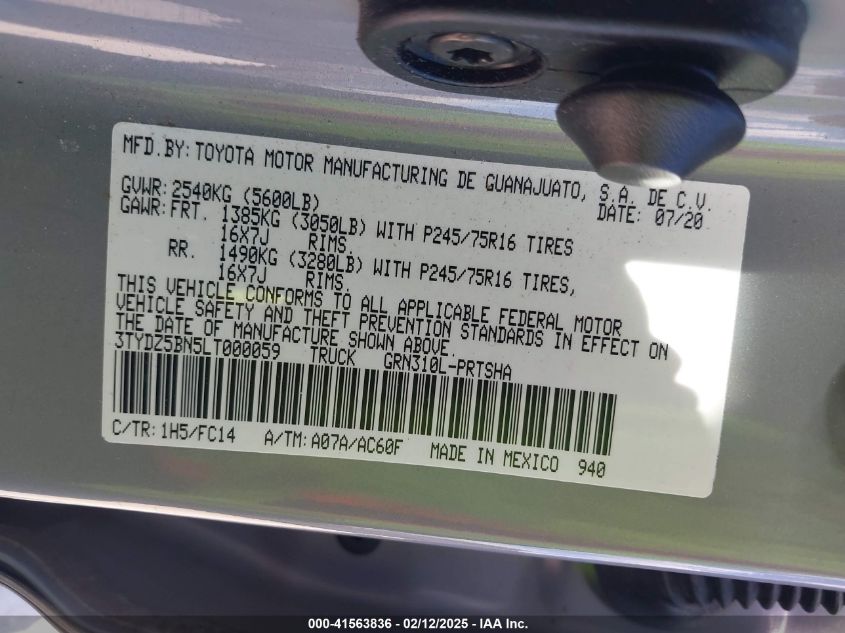 MFD.BY:TOYOTA MOTOR MANUFACTURING DE GUANAJUATO, S.A. DE C.V.
GVWR:2540KG (5600LB) DATE: 07/20
GAWR:FRT. 1385KG (3050LB) WITH P245/75R16 TIRES
16X7J RIMS.
RR. 1490KG (3280LB) WITH P245/75R16 TIRES,
16X7J RIMS.
THIS VEHICLE CONFORMS TO ALL APPLICABLE FEDERAL MOTOR
VEHICLE SAFETY AND THEFT PREVENTION STANDARDS IN EFFECT ON
THE DATE OF MANUFACTURE SHOWN ABOVE.
3TYDZ5BN5LT000059 TRUCK GRN310L-PRTSHA
C/TR:1H5/FC14 A/TM:A07A/AC60F MADE IN MEXICO 940
000-41563836 - 02/12/2025 - IAA Inc.